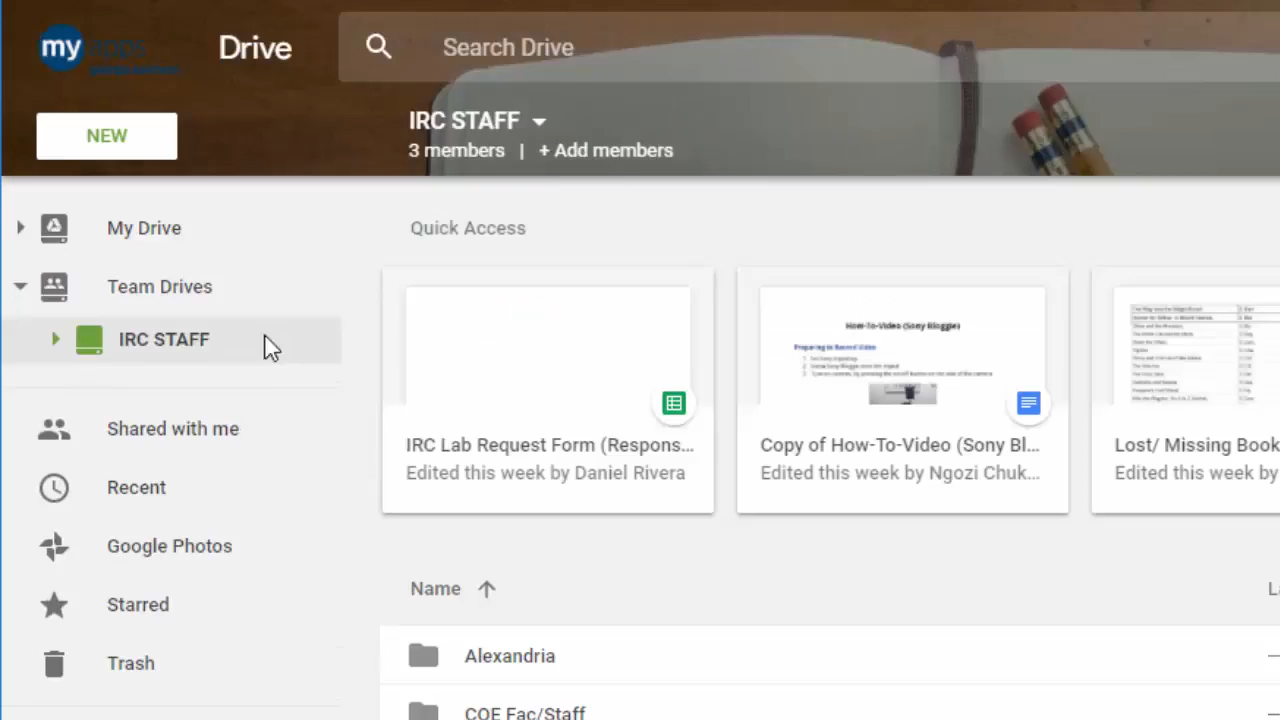 my apps
Drive
Search Drive
NEW
IRC STAFF
3 members | + Add members
My Drive
Team Drives
IRC STAFF
Shared with me
Recent
Google Photos
Starred
Trash
Quick Access
How-To-Video (Sony Bloggie)
Preparing to Record Video
IRC Lab Request Form (Respons...
Edited this week by Daniel Rivera
Copy of How-To-Video (Sony Bl...
Edited this week by Ngozi Chuk...
Lost/ Missing Book
Edited this week by
Name
Alexandria
COE Fac/Staff